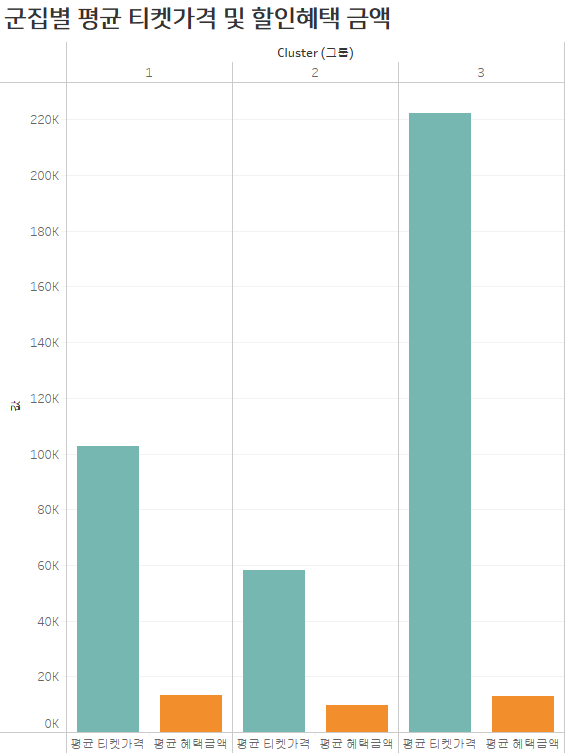 군집별 평균 티켓가격 및 할인혜택 금액
Cluster (그룹)
1 2 3
220K
200K
180K
160K
140K
120K
값
100K
80K
60K
40K
20K
0K
평균 티켓가격 평균 혜택금액 평균 티켓가격 평균 혜택금액 평균 티켓가격 평균 혜택금액